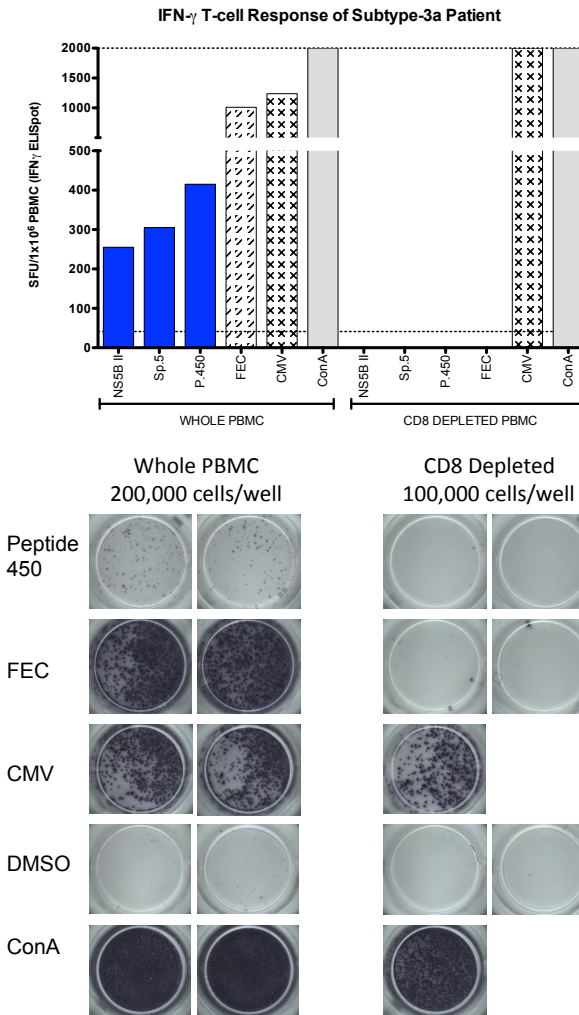 IFN-γ T-cell Response of Subtype-3a Patient
SFU/1x10⁶ PBMC (IFNγ ELISpot)
2000
1500
1000
500
400
300
200
100
0
NS5B II
Sp.5
P.450
FEC
CMV
ConA
NS5B II
Sp.5
P.450
FEC
CMV
ConA
WHOLE PBMC
CD8 DEPLETED PBMC
Whole PBMC
200,000 cells/well
CD8 Depleted
100,000 cells/well
Peptide
450
FEC
CMV
DMSO
ConA